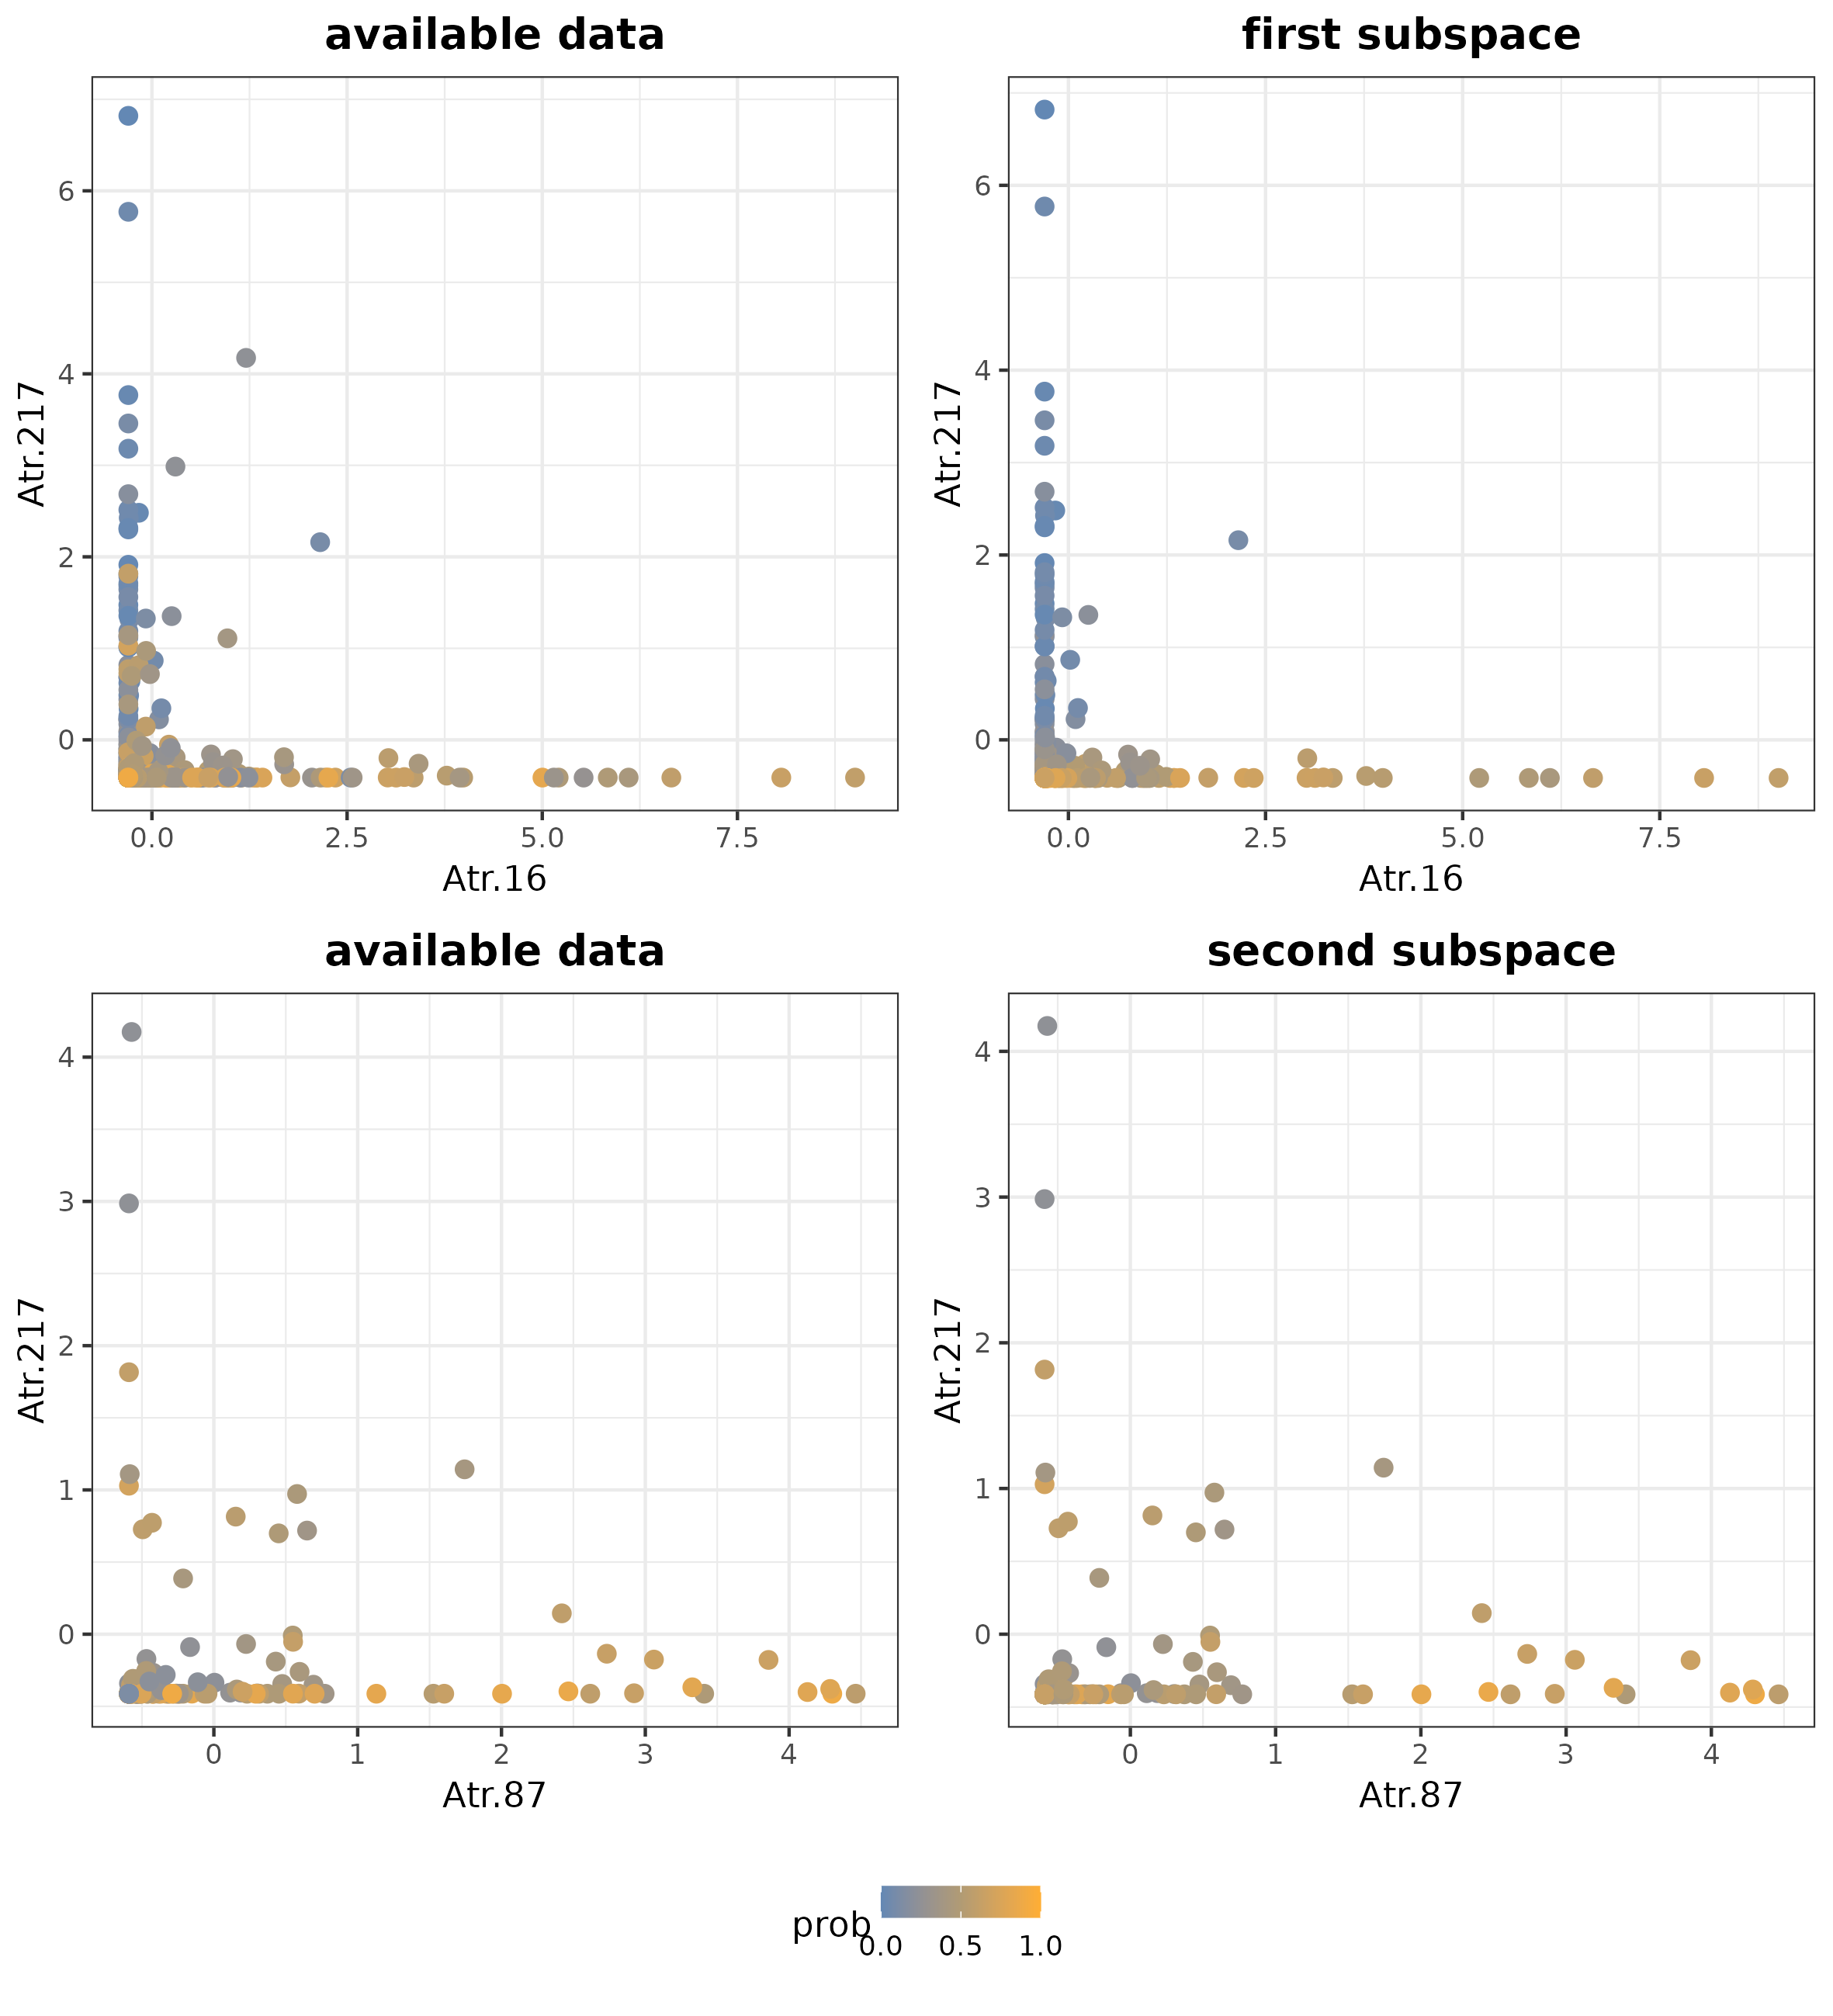 available data
first subspace
Atr.217
6
4
2
0
0.0 2.5 5.0 7.5
Atr.16
Atr.217
6
4
2
0
0.0 2.5 5.0 7.5
Atr.16
available data
second subspace
Atr.217
4
3
2
1
0
0 1 2 3 4
Atr.87
Atr.217
4
3
2
1
0
0 1 2 3 4
Atr.87
prob
0.0 0.5 1.0